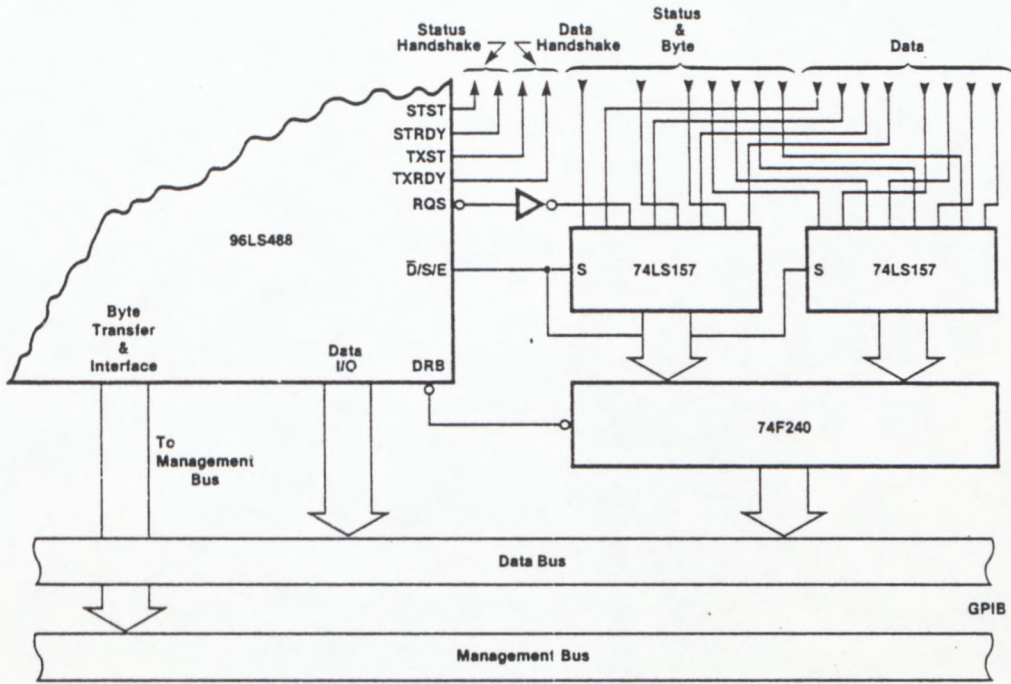 Status
Handshake
Data
Handshake
Status
&
Byte
Data
STST
STRDY
TXST
TXRDY
RQS
96LS488
D̅/S/E
S
74LS157
S
74LS157
Byte
Transfer
&
Interface
Data
I/O
DRB
74F240
To
Management
Bus
Data Bus
GPIB
Management Bus